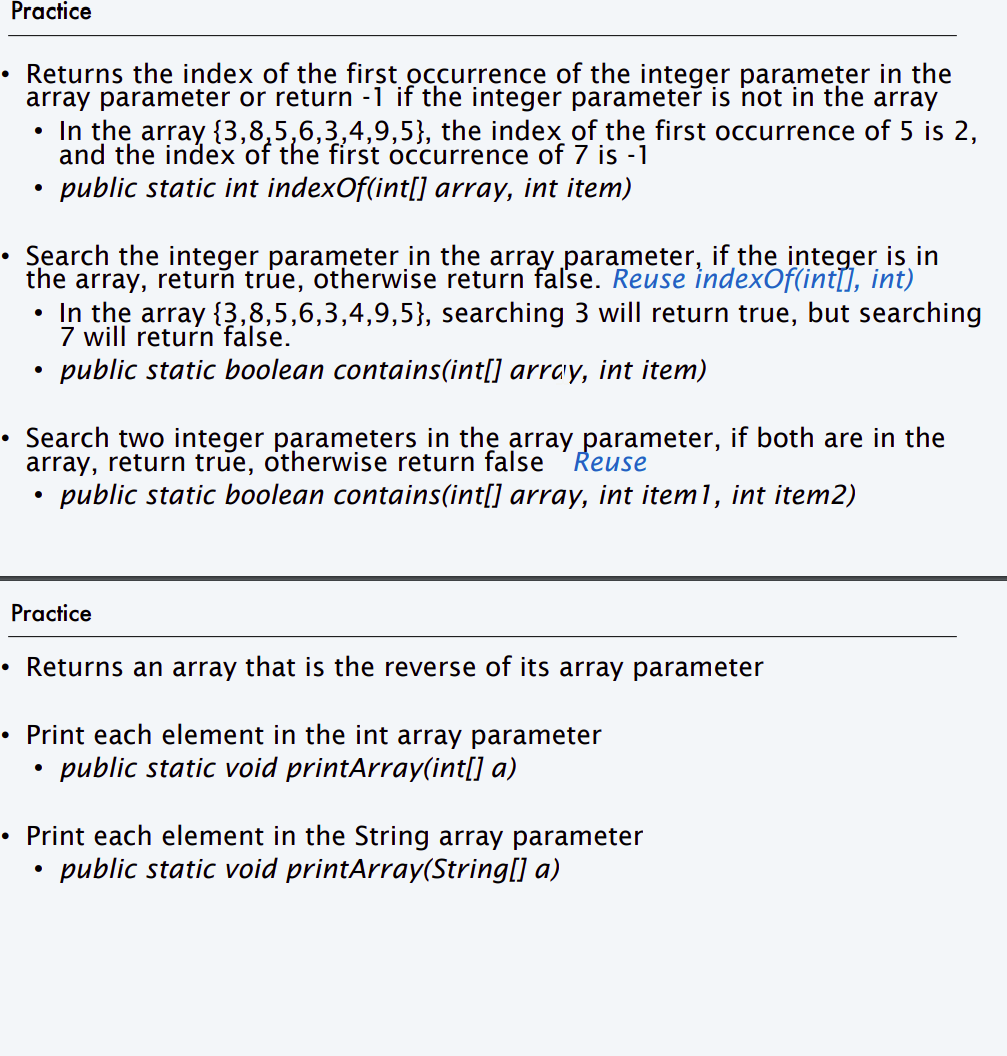 Practice
• Returns the index of the first occurrence of the integer parameter in the
array parameter or return -1 if the integer parameter is not in the array
• In the array {3,8,5,6,3,4,9,5}, the index of the first occurrence of 5 is 2,
and the index of the first occurrence of 7 is -1
• public static int indexOf(int[] array, int item)
• Search the integer parameter in the array parameter, if the integer is in
the array, return true, otherwise return false. Reuse indexOf(int[], int)
• In the array {3,8,5,6,3,4,9,5}, searching 3 will return true, but searching
7 will return false.
• public static boolean contains(int[] array, int item)
• Search two integer parameters in the array parameter, if both are in the
array, return true, otherwise return false Reuse
• public static boolean contains(int[] array, int item1, int item2)
Practice
• Returns an array that is the reverse of its array parameter
• Print each element in the int array parameter
• public static void printArray(int[] a)
• Print each element in the String array parameter
• public static void printArray(String[] a)